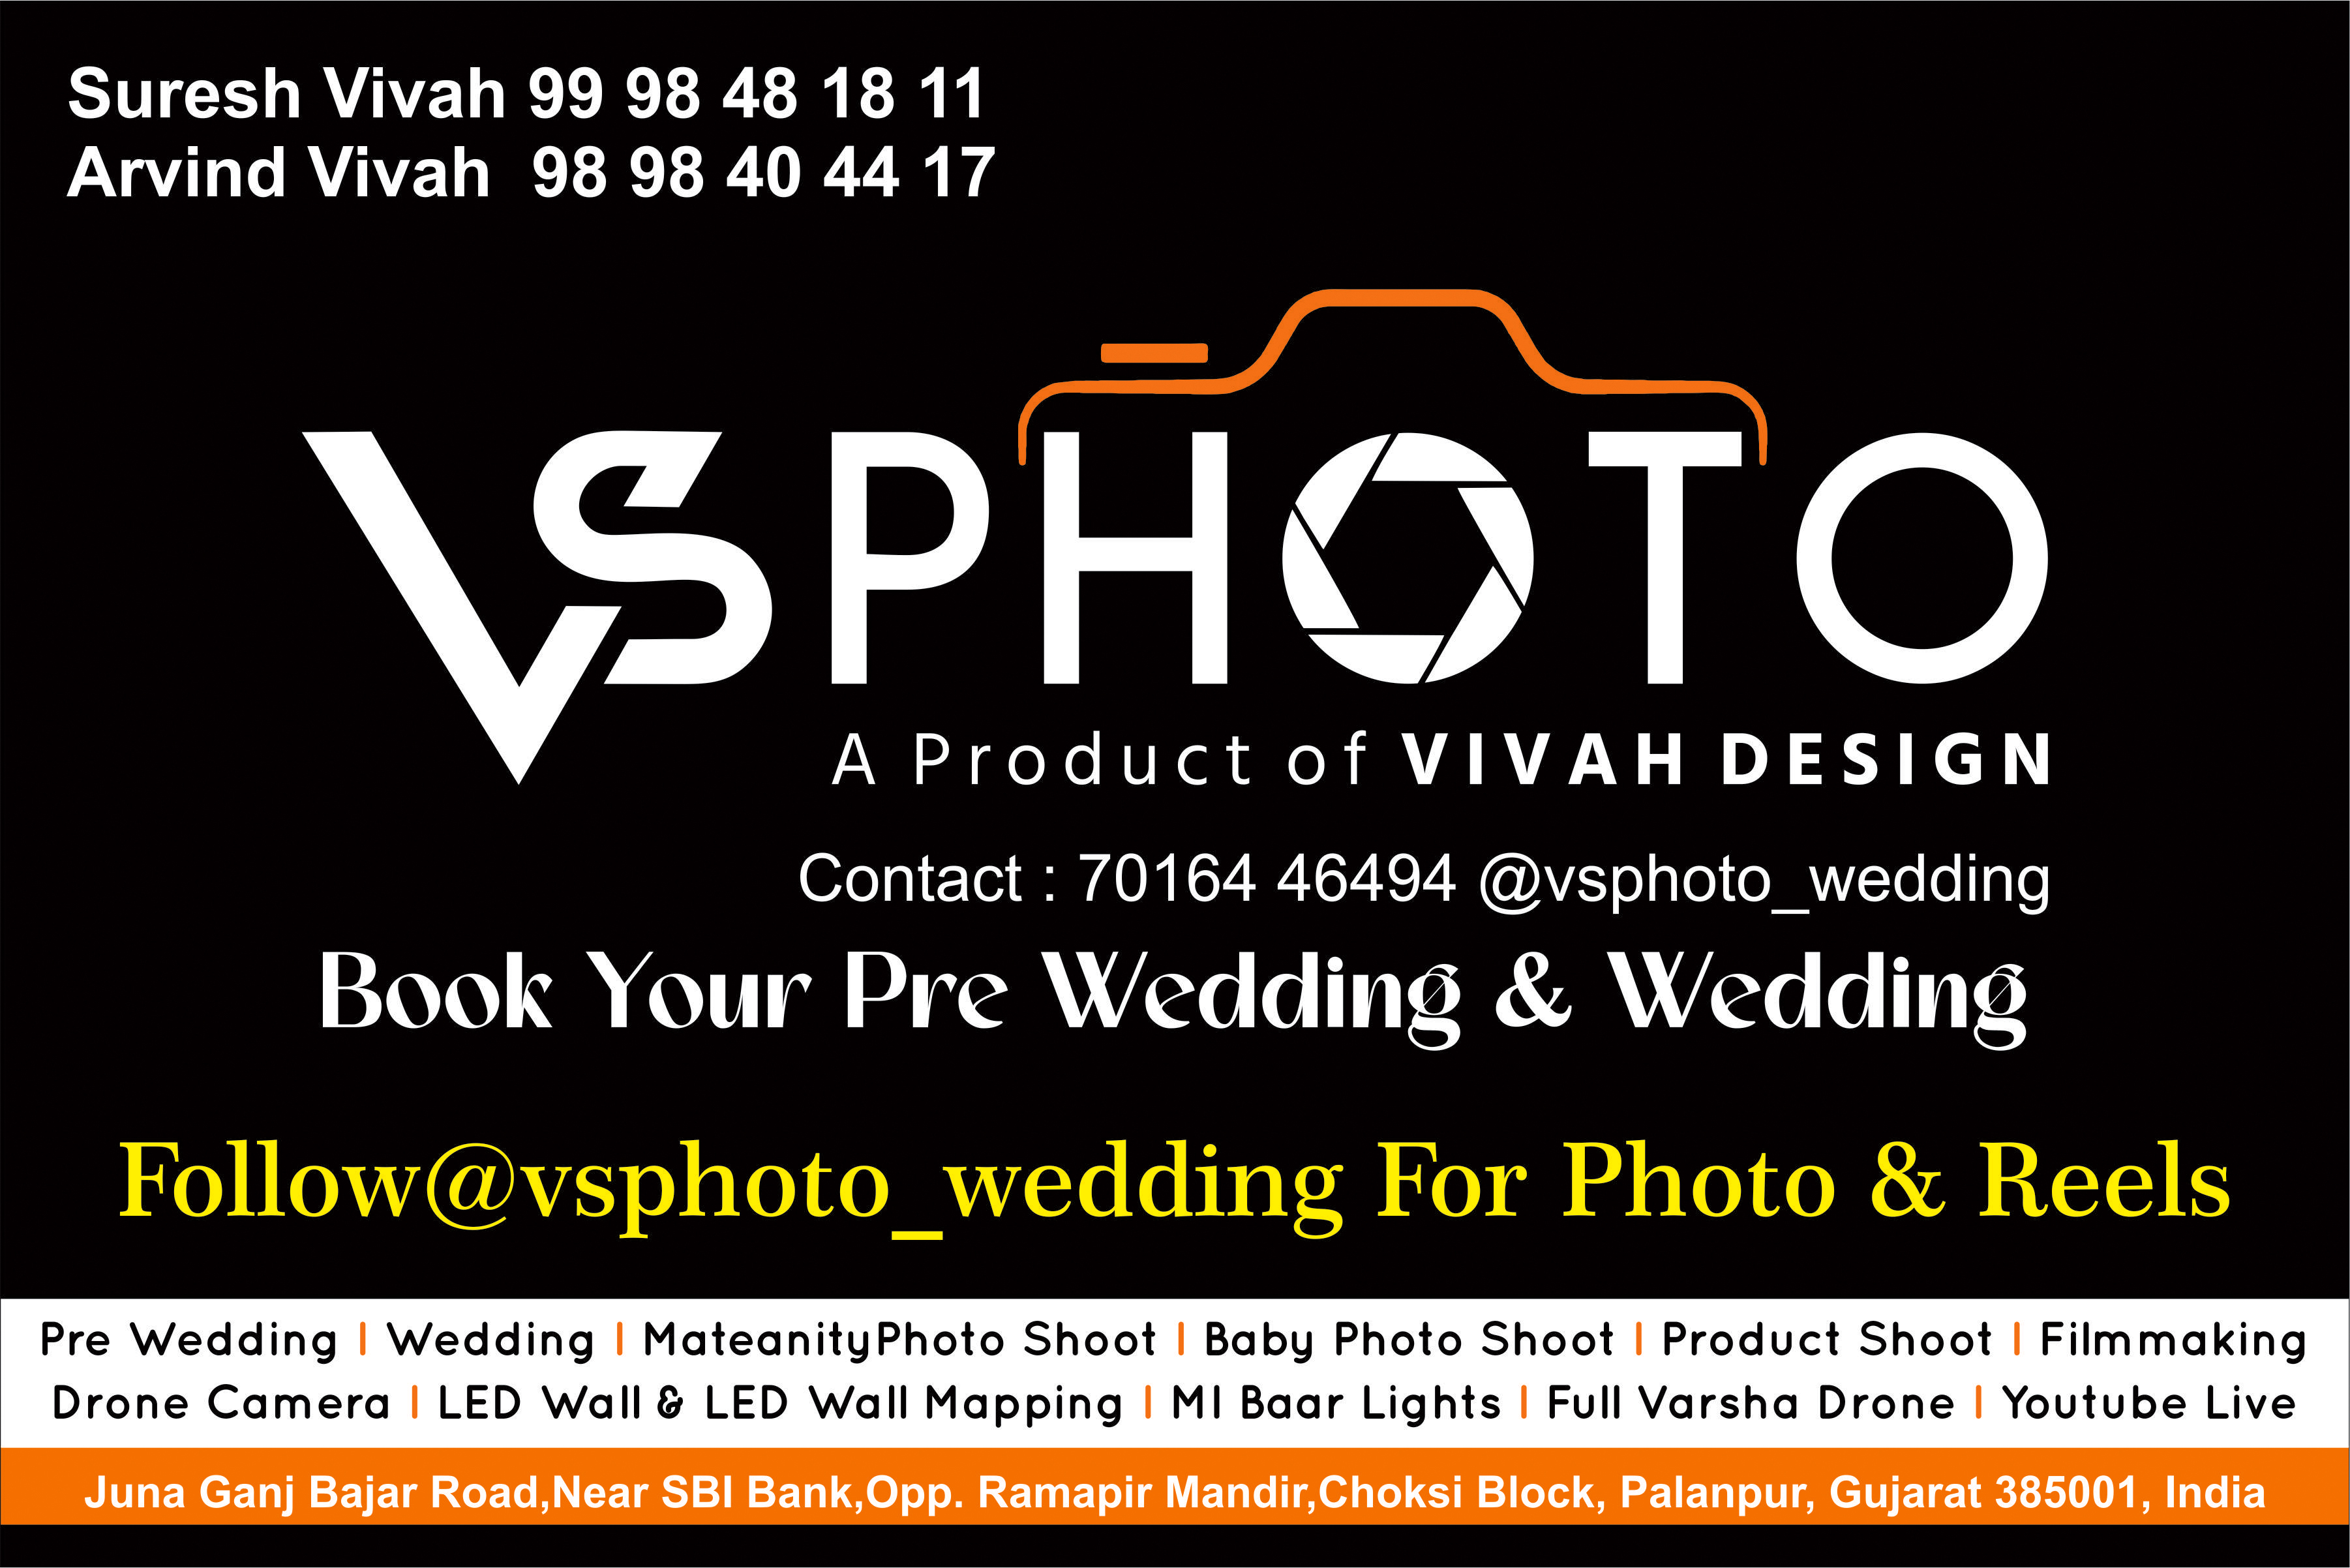 Suresh Vivah 99 98 48 18 11
Arvind Vivah 98 98 40 44 17
VS PHOTO
A Product of VIVAH DESIGN
Contact : 70164 46494 @vsphoto_wedding
Book Your Pre Wedding & Wedding
Follow@vsphoto_wedding For Photo & Reels
Pre Wedding | Wedding | MateanityPhoto Shoot | Baby Photo Shoot | Product Shoot | Filmmaking
Drone Camera | LED Wall & LED Wall Mapping | MI Baar Lights | Full Varsha Drone | Youtube Live
Juna Ganj Bajar Road,Near SBI Bank,Opp. Ramapir Mandir,Choksi Block, Palanpur, Gujarat 385001, India